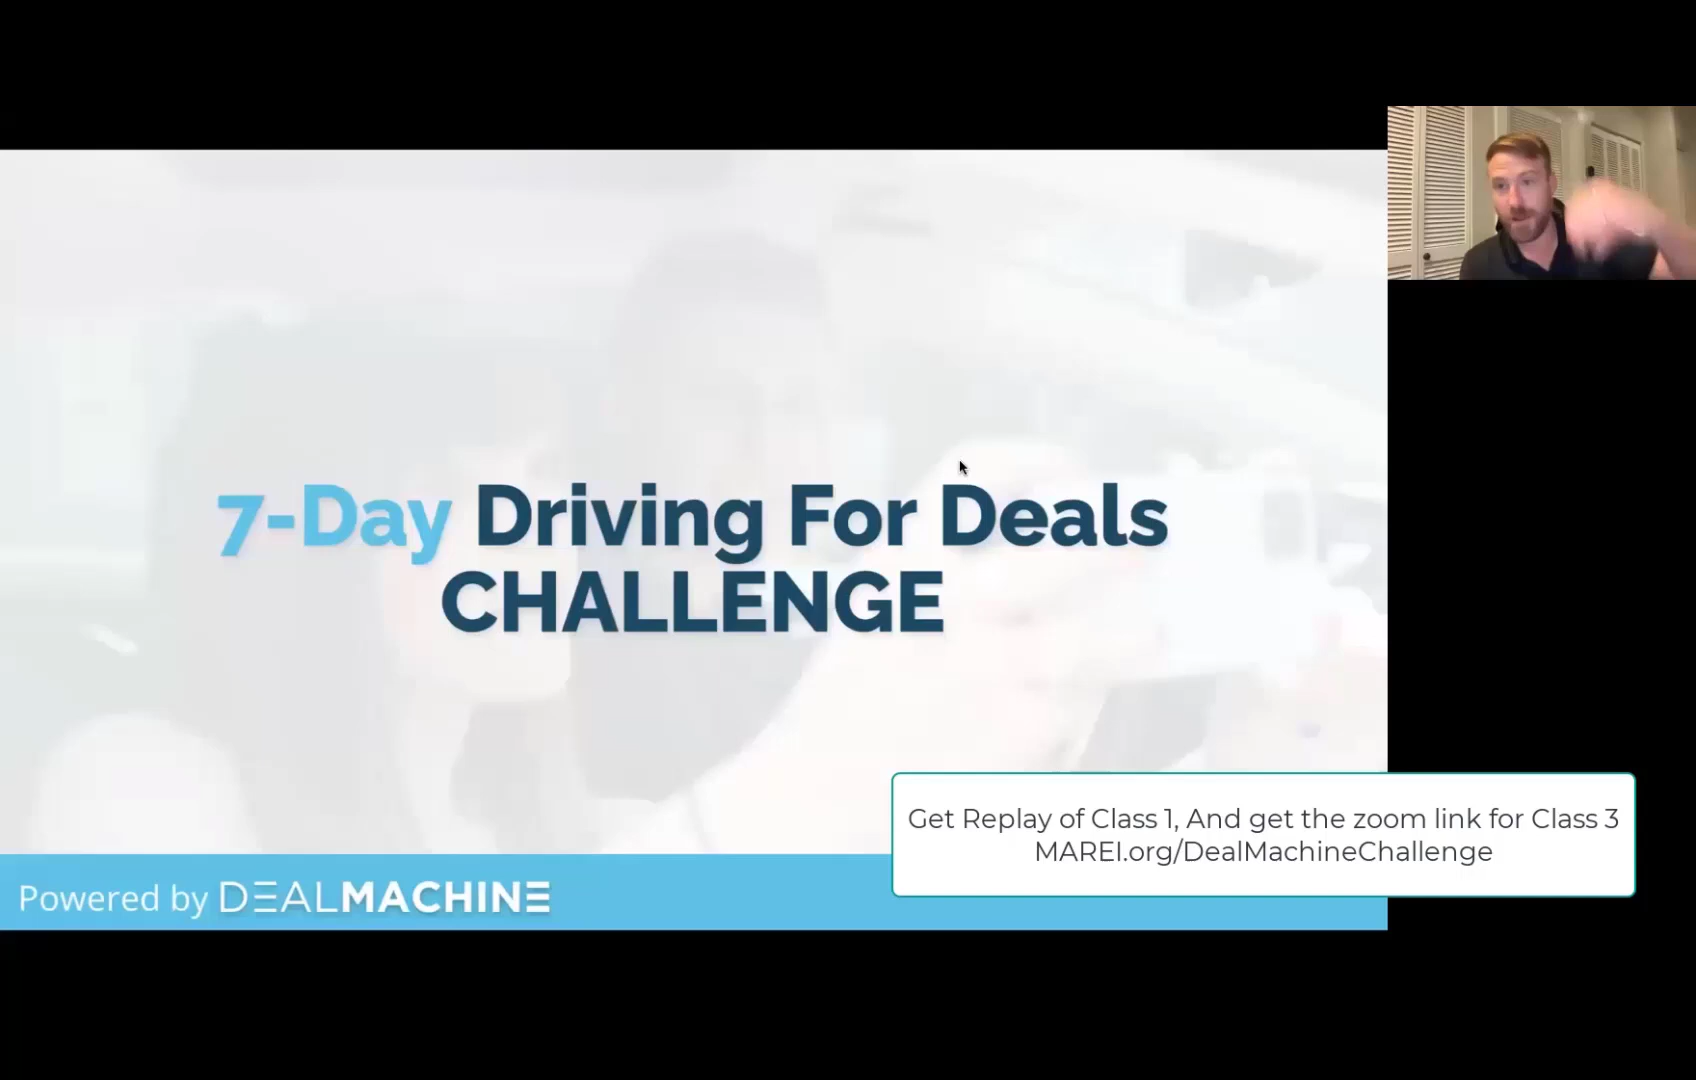 7-Day Driving For Deals
CHALLENGE
Get Replay of Class 1, And get the zoom link for Class 3
MAREI.org/DealMachineChallenge
Powered by DEALMACHINE